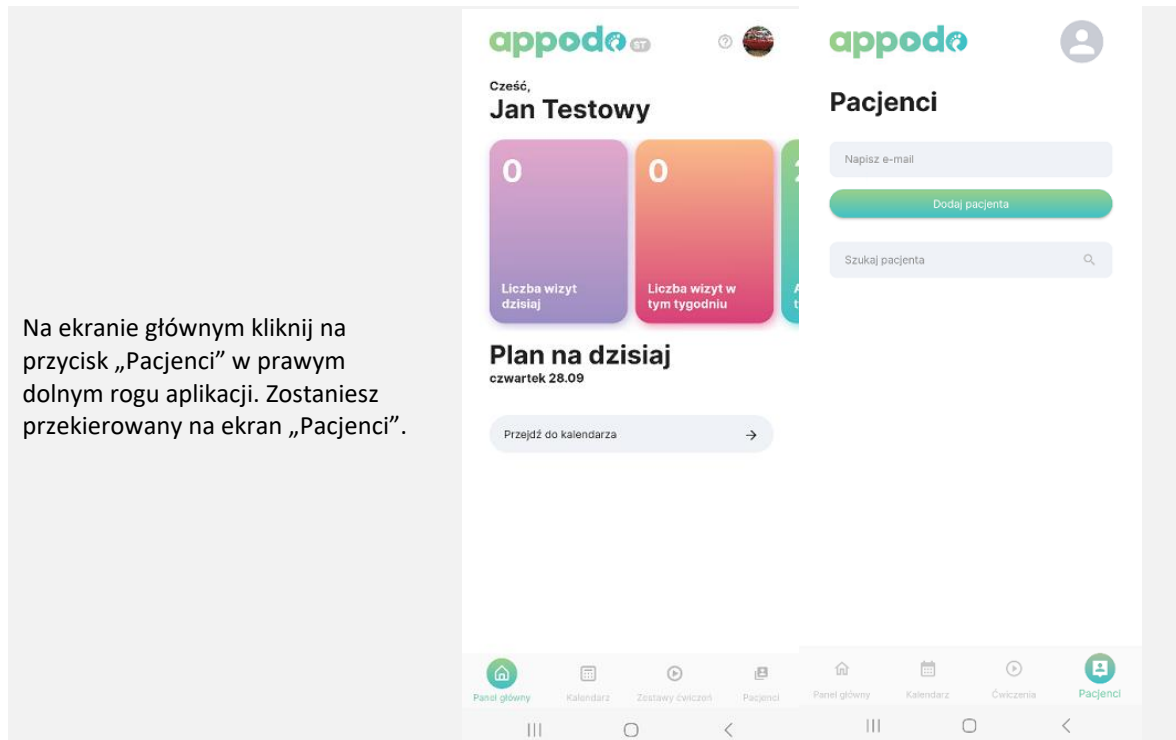 Na ekranie głównym kliknij na
przycisk „Pacjenci” w prawym
dolnym rogu aplikacji. Zostaniesz
przekierowany na ekran „Pacjenci”.
appodo ST
Cześć,
Jan Testowy
0
Liczba wizyt
dzisiaj
0
Liczba wizyt w
tym tygodniu
Plan na dzisiaj
czwartek 28.09
Przejdź do kalendarza
Panel główny
Kalendarz
Zestawy ćwiczeń
Pacjenci
appodo
Pacjenci
Napisz e-mail
Dodaj pacjenta
Szukaj pacjenta
Panel główny
Kalendarz
Ćwiczenia
Pacjenci